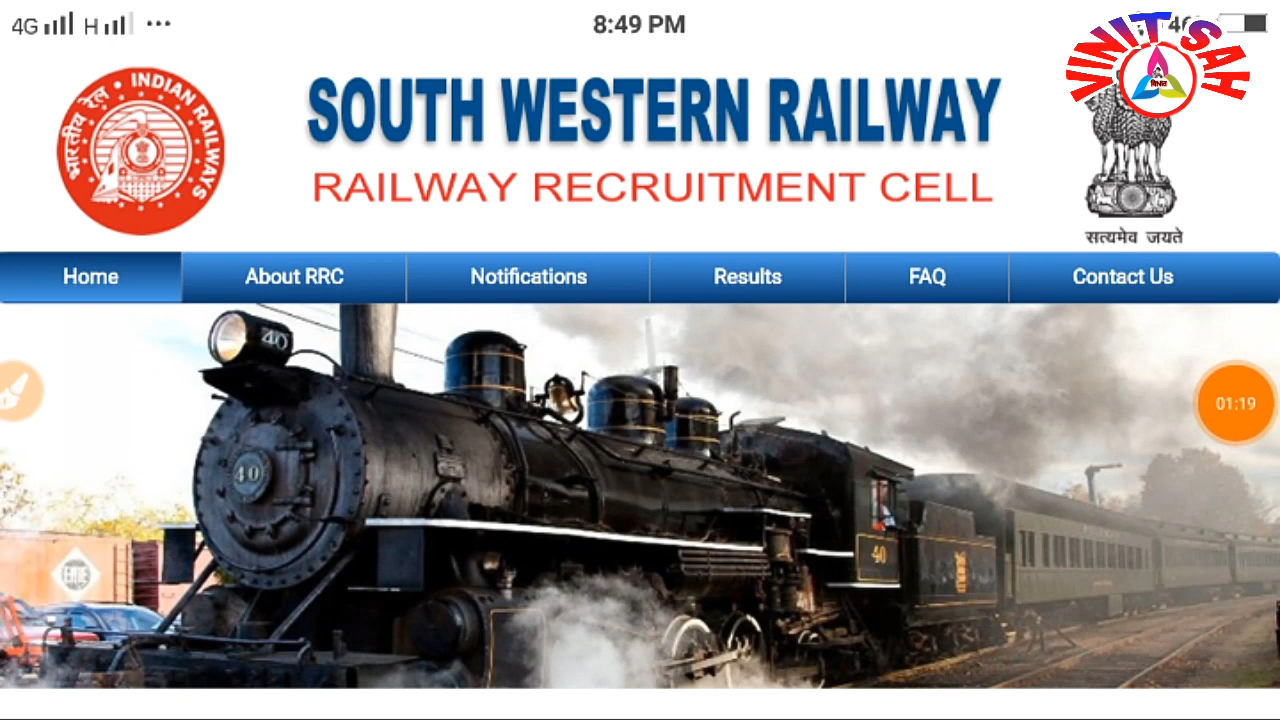 4G H ••• 8:49 PM
VINIT SAH
भारतीय रेल • INDIAN RAILWAYS
SOUTH WESTERN RAILWAY
RAILWAY RECRUITMENT CELL
सत्यमेव जयते
Home About RRC Notifications Results FAQ Contact Us
40
01:19
40
40
ERIE